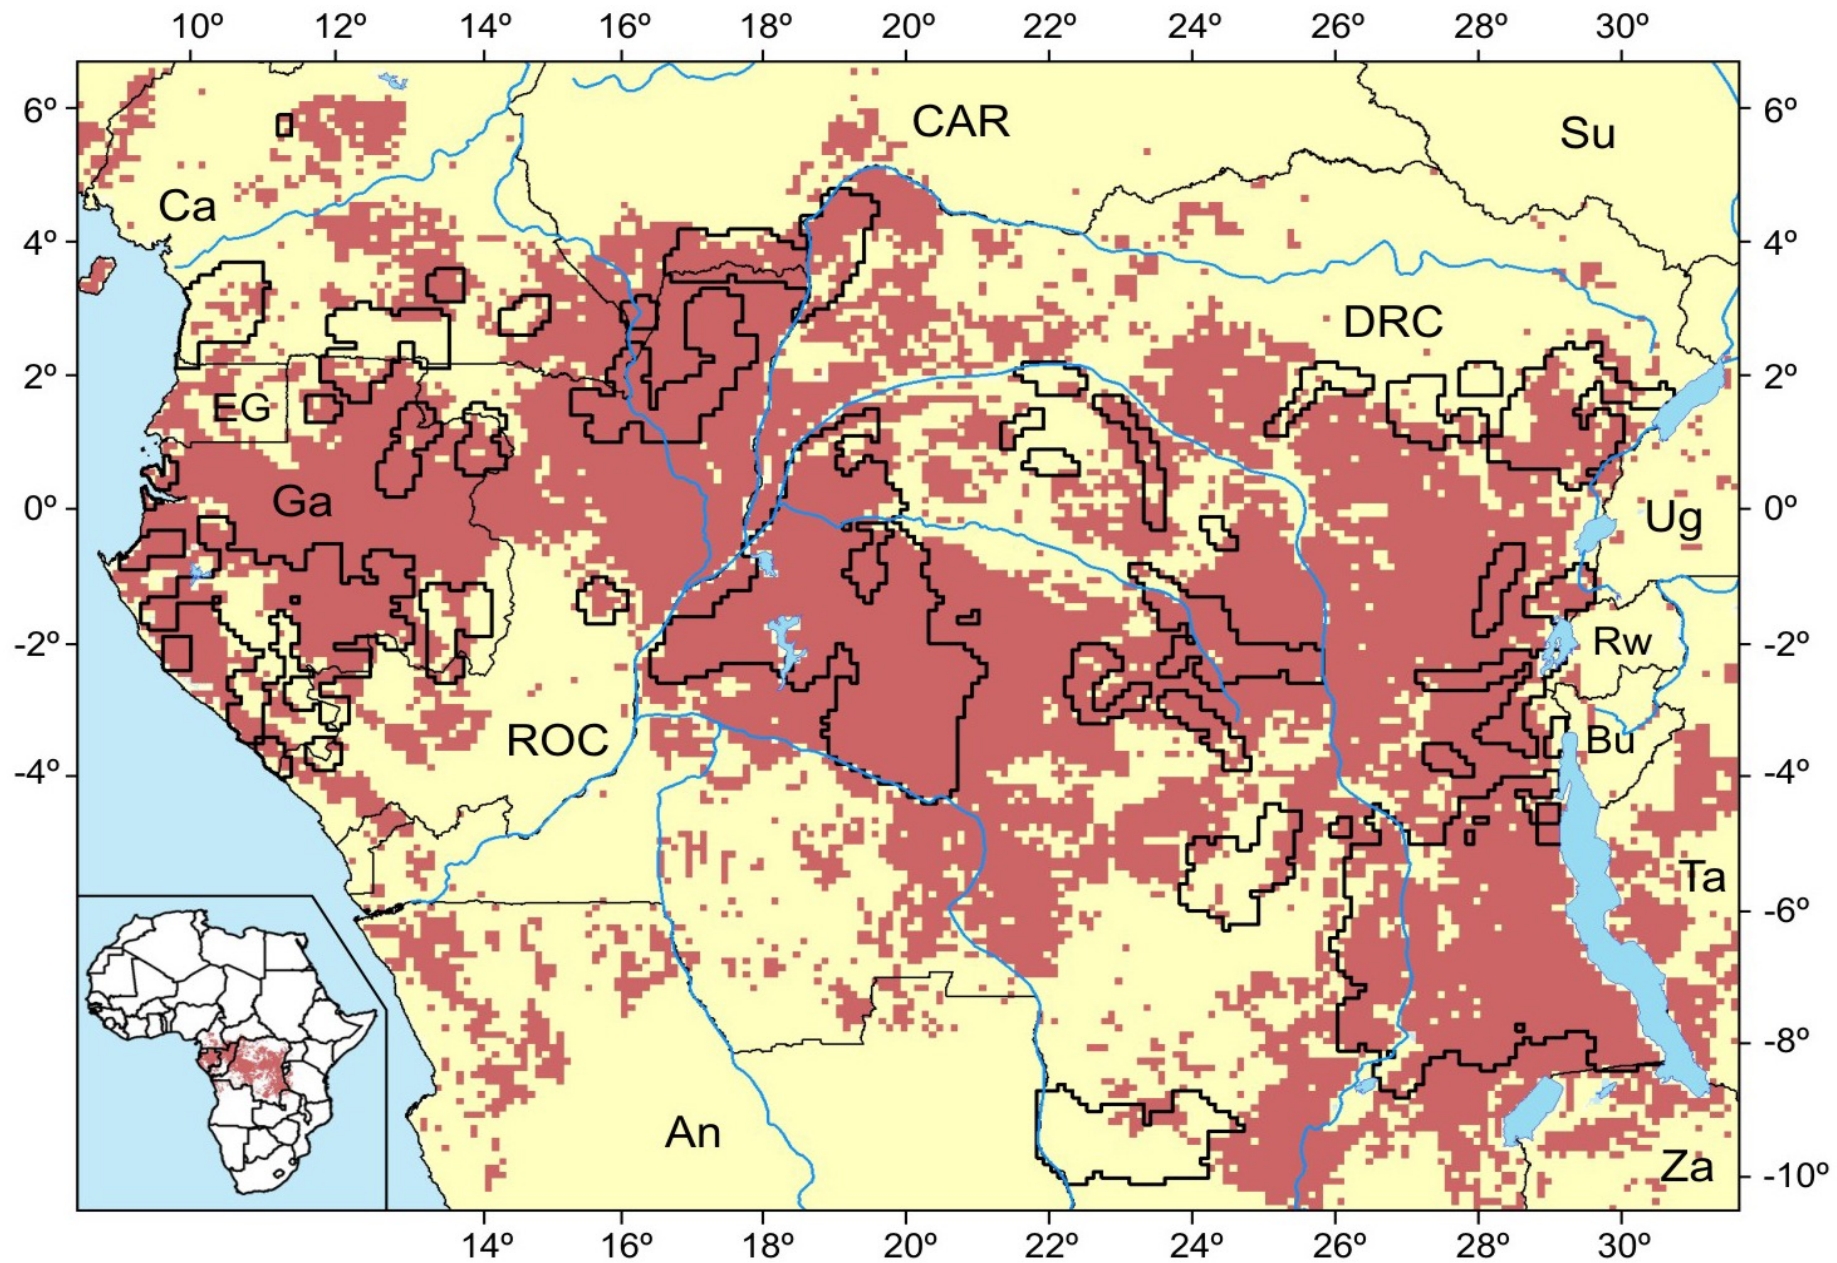 10º 12º 14º 16º 18º 20º 22º 24º 26º 28º 30º
6º CAR Su 6º
Ca
4º 4º
DRC
2º 2º
EG
Ga
0º Ug 0º
-2º Rw -2º
ROC Bu
-4º -4º
Ta
-6º -6º
-8º -8º
An
Za -10º
14º 16º 18º 20º 22º 24º 26º 28º 30º